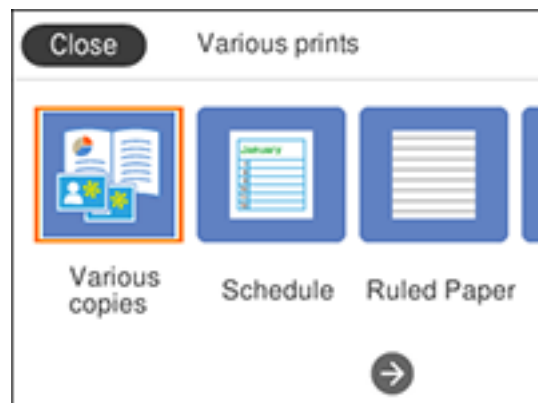 Close
Various prints
January
Various
copies
Schedule
Ruled Paper